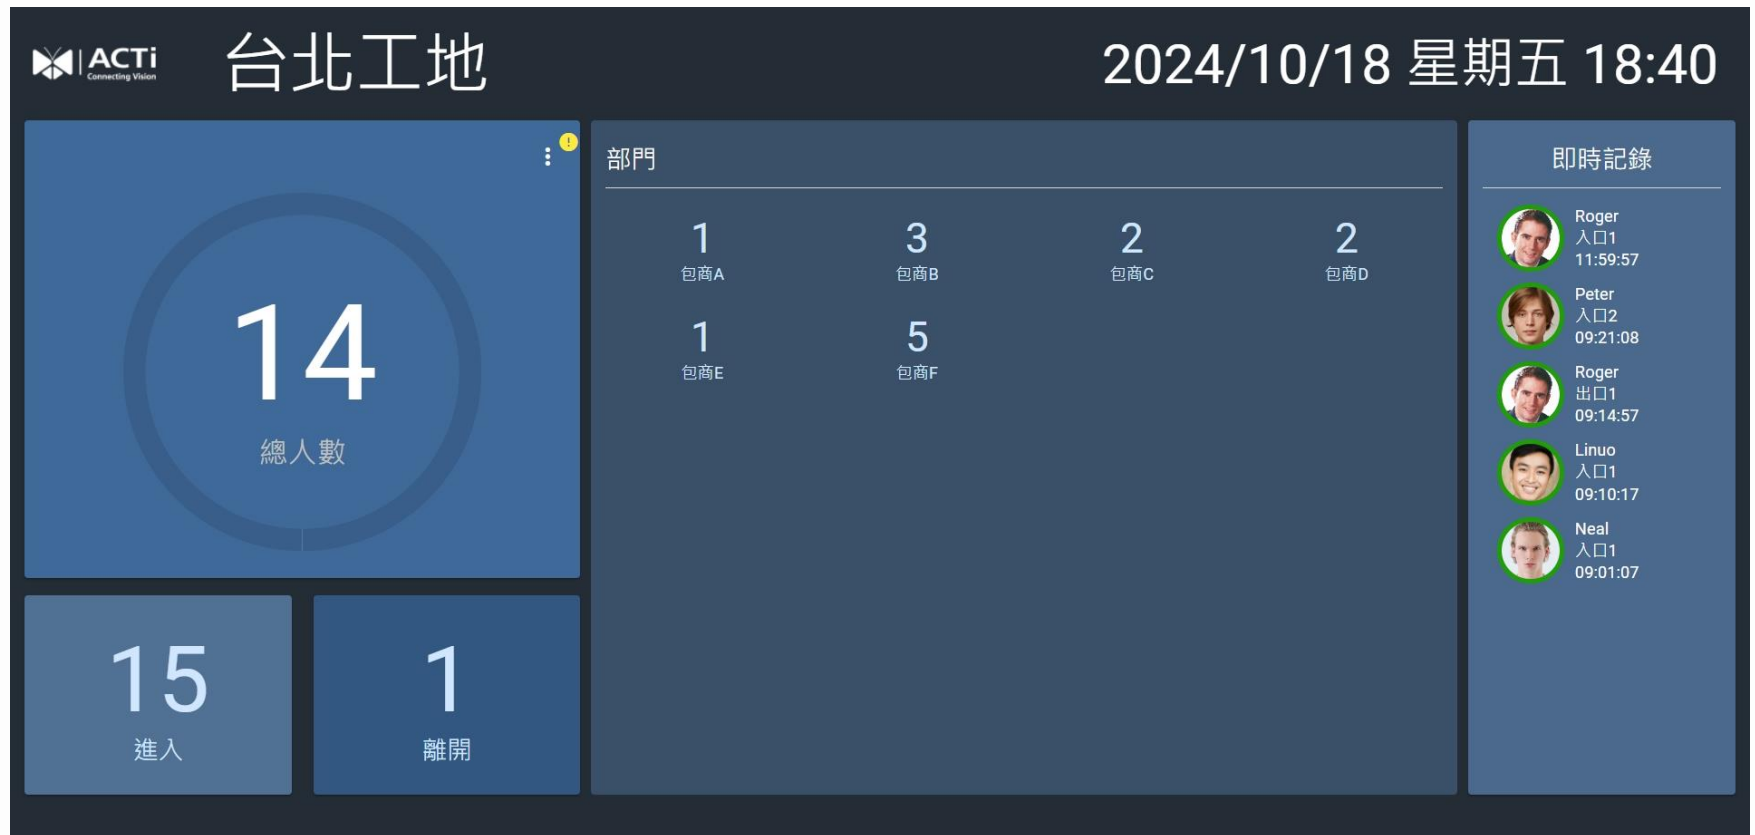 ACTi
Connecting Vision
台北工地
2024/10/18 星期五 18:40
!
14
總人數
15
進入
1
離開
部門
1
包商A
3
包商B
2
包商C
2
包商D
1
包商E
5
包商F
即時記錄
Roger
入口1
11:59:57
Peter
入口2
09:21:08
Roger
出口1
09:14:57
Linuo
入口1
09:10:17
Neal
入口1
09:01:07